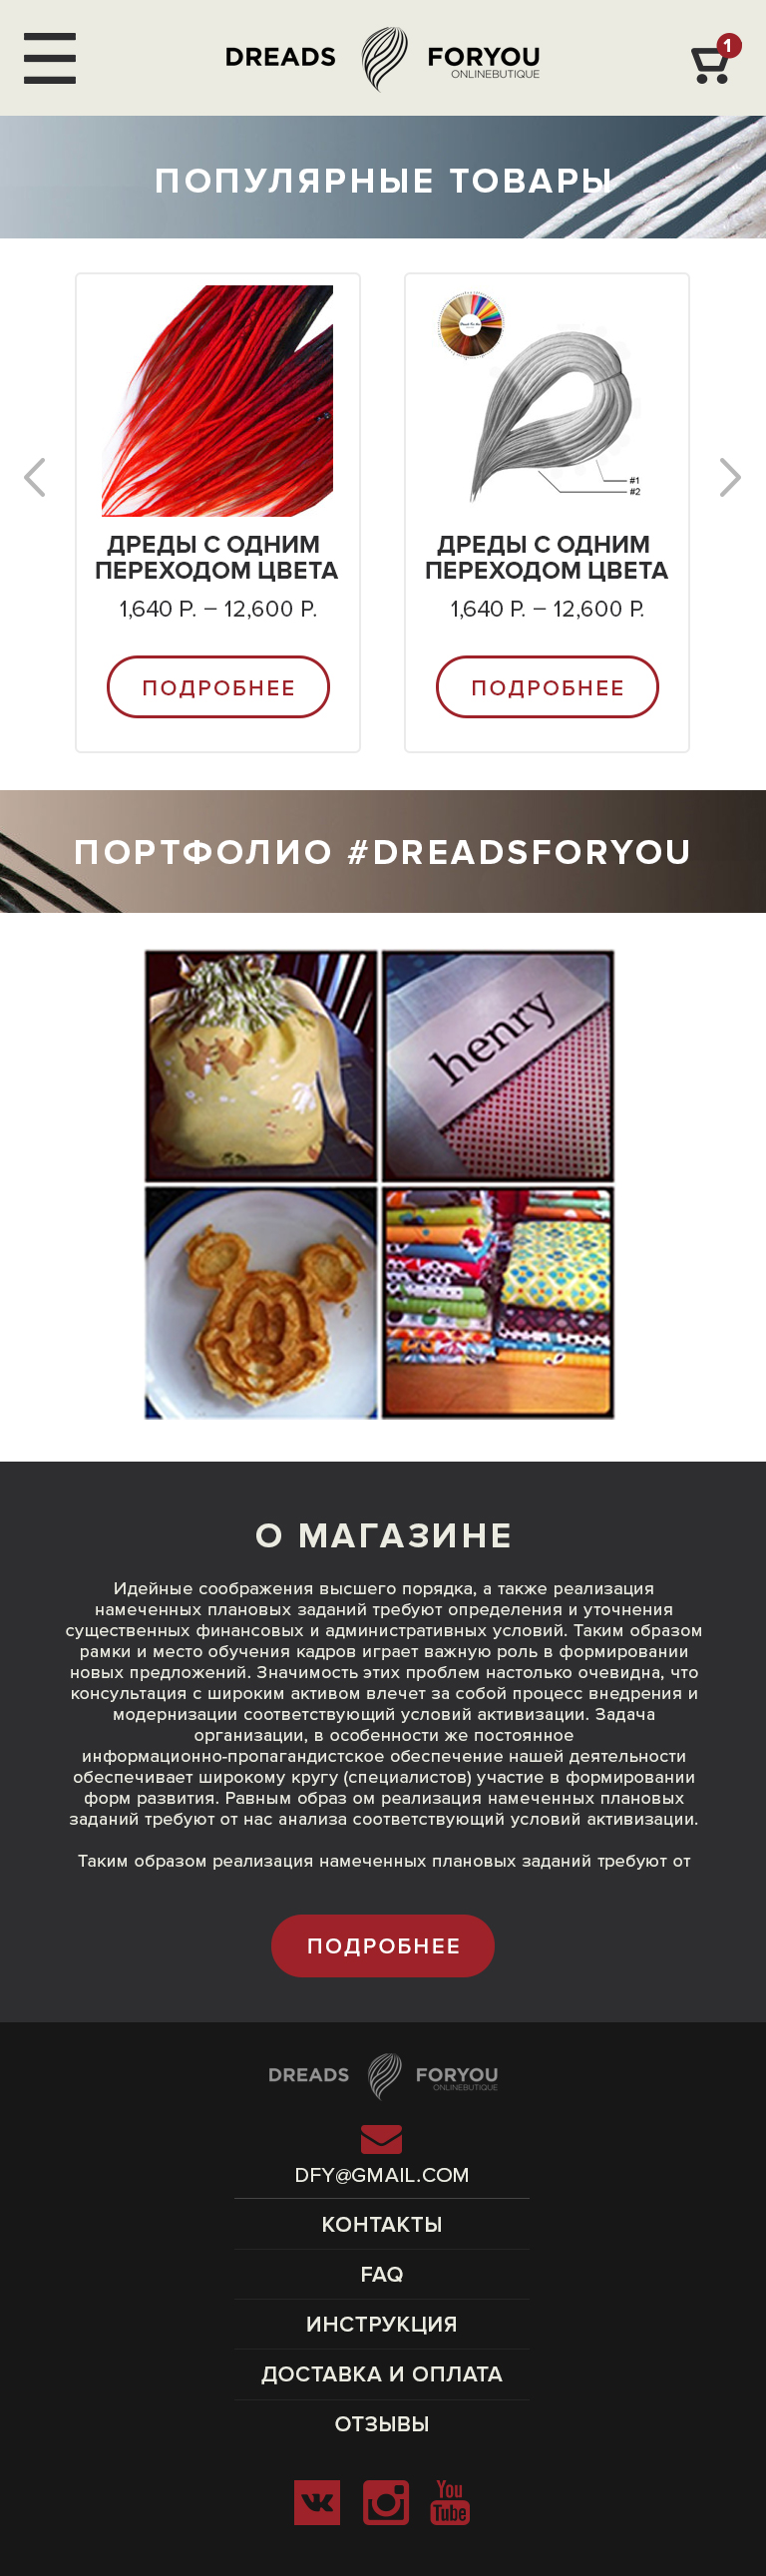 DREADS FORYOU
ONLINEBUTIQUE
1
ПОПУЛЯРНЫЕ ТОВАРЫ
#1
#2
ДРЕДЫ С ОДНИМ
ПЕРЕХОДОМ ЦВЕТА
1,640 Р. – 12,600 Р.
ПОДРОБНЕЕ
ДРЕДЫ С ОДНИМ
ПЕРЕХОДОМ ЦВЕТА
1,640 Р. – 12,600 Р.
ПОДРОБНЕЕ
ПОРТФОЛИО #DREADSFORYOU
henry
О МАГАЗИНЕ
Идейные соображения высшего порядка, а также реализация
намеченных плановых заданий требуют определения и уточнения
существенных финансовых и административных условий. Таким образом
рамки и место обучения кадров играет важную роль в формировании
новых предложений. Значимость этих проблем настолько очевидна, что
консультация с широким активом влечет за собой процесс внедрения и
модернизации соответствующий условий активизации. Задача
организации, в особенности же постоянное
информационно-пропагандистское обеспечение нашей деятельности
обеспечивает широкому кругу (специалистов) участие в формировании
форм развития. Равным образ ом реализация намеченных плановых
заданий требуют от нас анализа соответствующий условий активизации.
Таким образом реализация намеченных плановых заданий требуют от
ПОДРОБНЕЕ
DREADS FORYOU
ONLINEBUTIQUE
DFY@GMAIL.COM
КОНТАКТЫ
FAQ
ИНСТРУКЦИЯ
ДОСТАВКА И ОПЛАТА
ОТЗЫВЫ
You
Tube